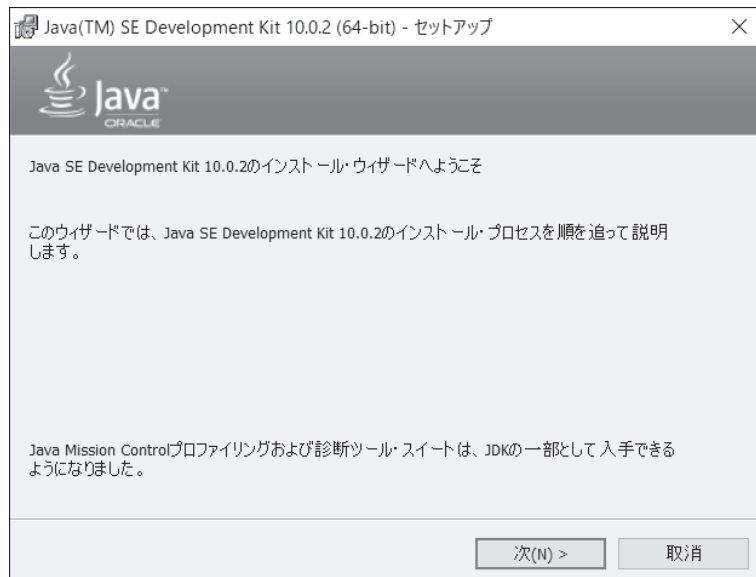 Java(TM) SE Development Kit 10.0.2 (64-bit) - セットアップ
Java™
ORACLE
Java SE Development Kit 10.0.2のインストール・ウィザードへようこそ
このウィザードでは、Java SE Development Kit 10.0.2のインストール・プロセスを順を追って説明
します。
Java Mission Controlプロファイリングおよび診断ツール・スイートは、JDKの一部として入手できる
ようになりました。
次(N) >
取消